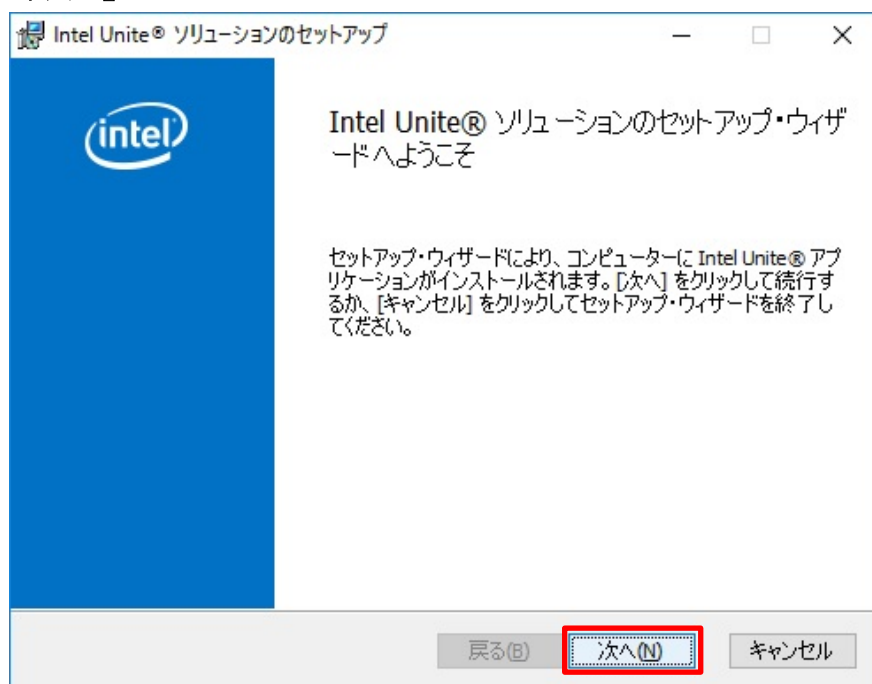 Intel Unite® ソリューションのセットアップ
intel
Intel Unite® ソリューションのセットアップ・ウィザ
ードへようこそ
セットアップ・ウィザードにより、コンピューターに Intel Unite® アプ
リケーションがインストールされます。[次へ] をクリックして続行す
るか、[キャンセル] をクリックしてセットアップ・ウィザードを終了し
てください。
戻る(B) 次へ(N) キャンセル